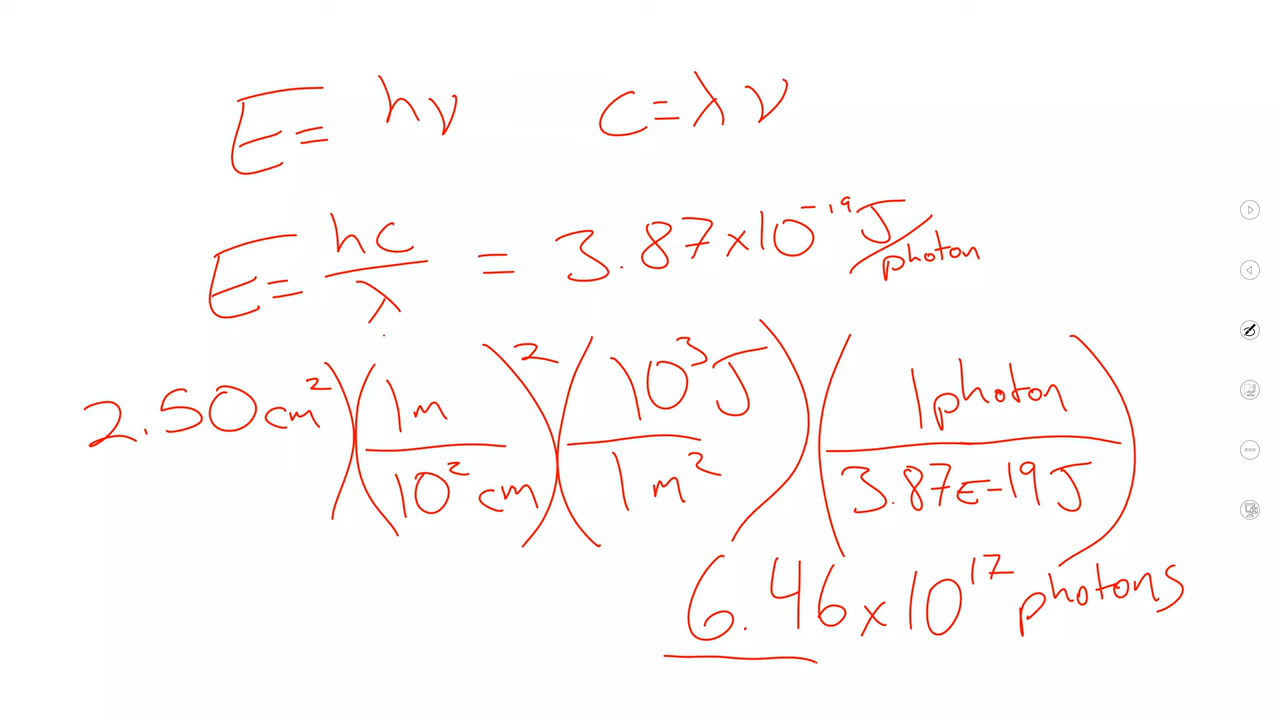 E = hν   c = λν
E = hc/λ = 3.87×10⁻¹⁹ J/photon
2.50 cm²)(1m/10² cm)²(10³ J/1 m²)(1 photon/3.87E-19 J)
6.46 × 10¹⁷ photons